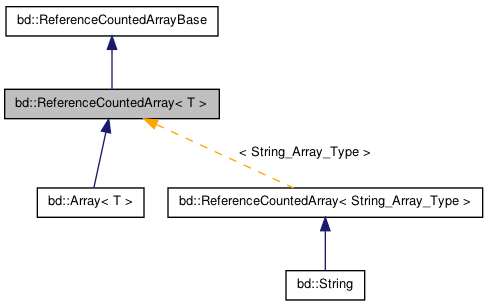 bd::ReferenceCountedArrayBase
bd::ReferenceCountedArray< T >
< String_Array_Type >
bd::Array< T >
bd::ReferenceCountedArray< String_Array_Type >
bd::String